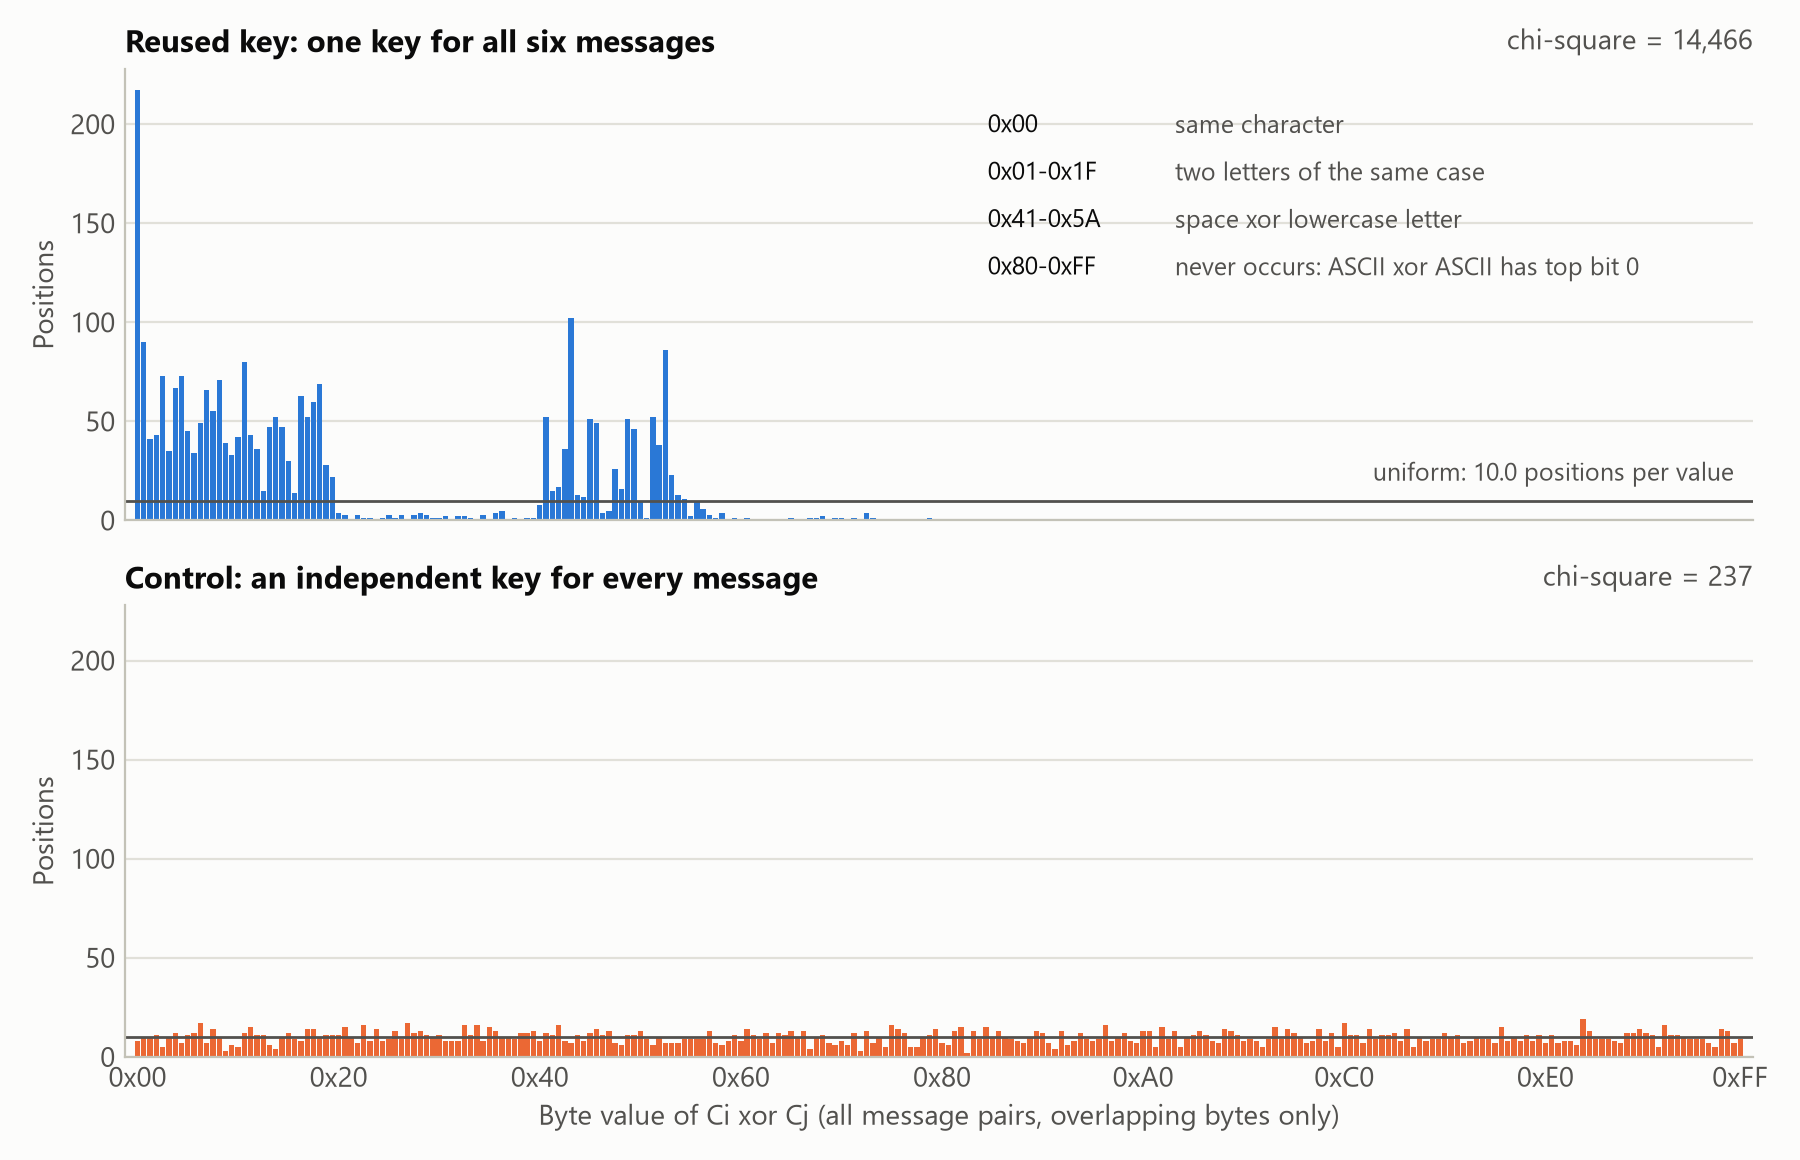 Reused key: one key for all six messages
chi-square = 14,466
Positions
200
150
100
50
0
0x00 same character
0x01-0x1F two letters of the same case
0x41-0x5A space xor lowercase letter
0x80-0xFF never occurs: ASCII xor ASCII has top bit 0
uniform: 10.0 positions per value
Control: an independent key for every message
chi-square = 237
Positions
200
150
100
50
0
0x00 0x20 0x40 0x60 0x80 0xA0 0xC0 0xE0 0xFF
Byte value of Ci xor Cj (all message pairs, overlapping bytes only)